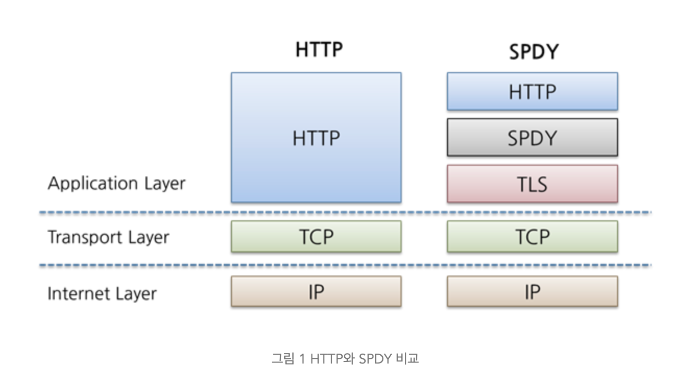 HTTP SPDY
HTTP HTTP
SPDY
Application Layer TLS
Transport Layer TCP TCP
Internet Layer IP IP
그림 1 HTTP와 SPDY 비교